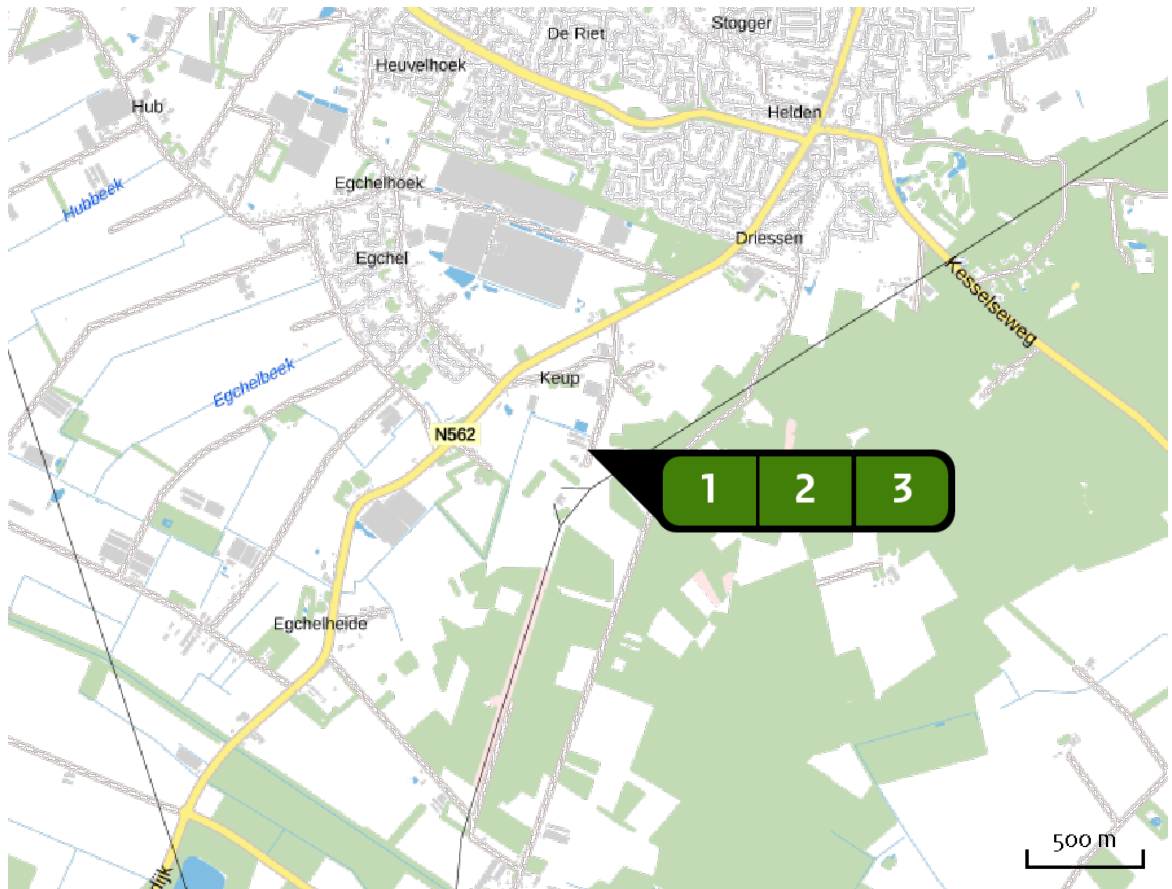 Stogger
De Riet
Heuvelhoek
Hub
Helden
Egchelhoek
Hubbeek
Driessen
Egchel
Kesselseweg
Egchelbeek
Keup
N562
1 2 3
Egchelheide
500 m
dijk